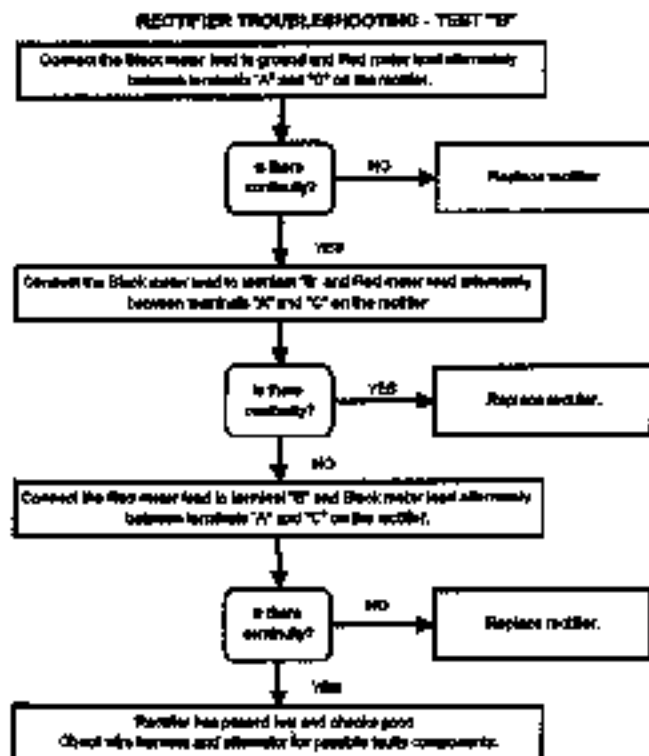 RECTIFIER TROUBLESHOOTING - TEST "B"
Connect the Black meter lead to ground and Red meter lead alternately
between terminals "A" and "C" on the rectifier.
Is there
continuity?
NO
Replace rectifier
YES
Connect the Black meter lead to terminal "B" and Red meter lead alternately
between terminals "A" and "C" on the rectifier
Is there
continuity?
YES
Replace rectifier.
NO
Connect the Red meter lead to terminal "B" and Black meter lead alternately
between terminals "A" and "C" on the rectifier.
Is there
continuity?
NO
Replace rectifier.
YES
Rectifier has passed test and checks good
Check wire harness and alternator for possible faulty components.